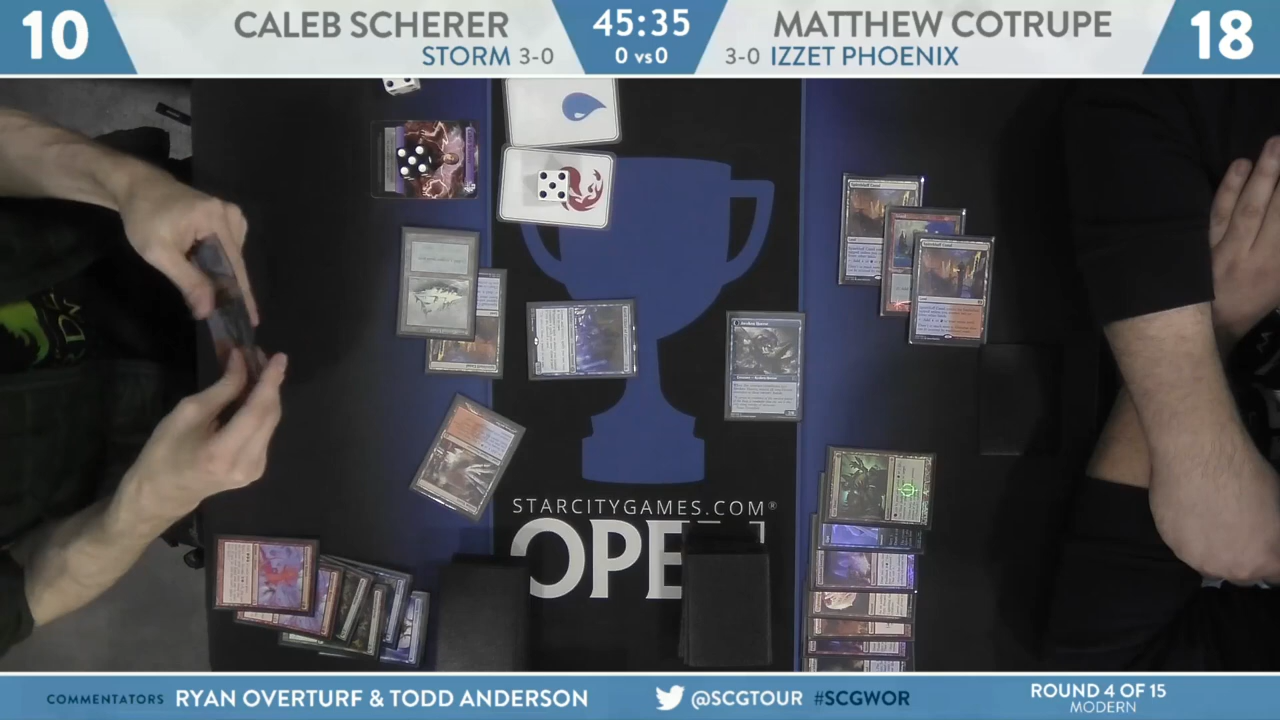 10
CALEB SCHERER
STORM 3-0
45:35
0 vs 0
MATTHEW COTRUPE
3-0 IZZET PHOENIX
18
STARCITYGAMES.COM®
OPE
COMMENTATORS RYAN OVERTURF & TODD ANDERSON
@SCGTOUR #SCGWOR
ROUND 4 OF 15
MODERN